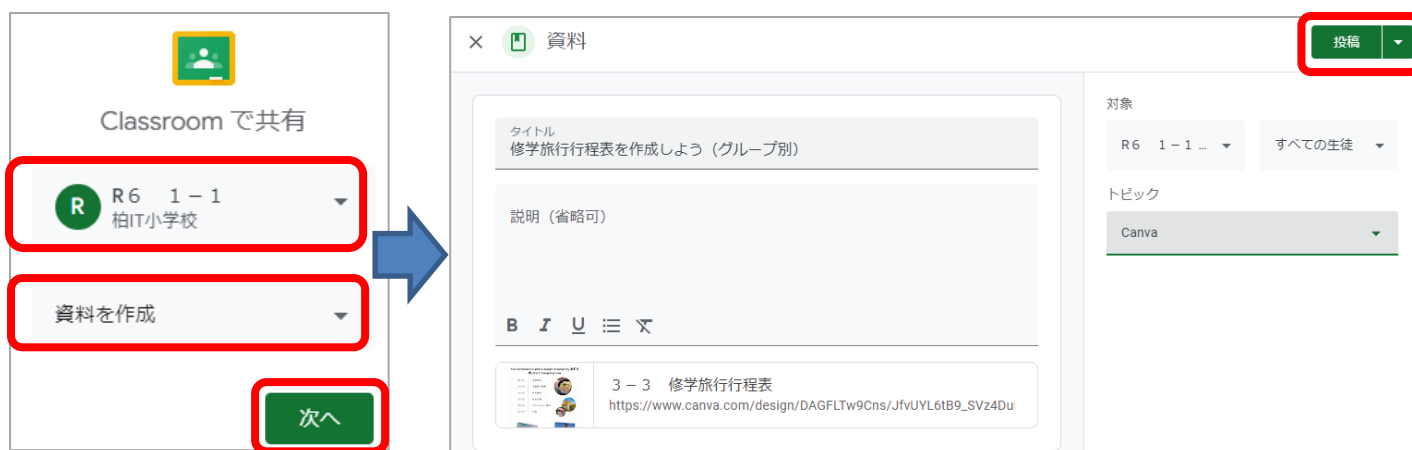 Classroom で共有
R
R６　１－１
柏IT小学校
資料を作成
次へ
資料
投稿
タイトル
修学旅行行程表を作成しよう（グループ別）
説明（省略可）
B I U
３－３　修学旅行行程表
https://www.canva.com/design/DAGFLTw9Cns/JfvUYL6tB9_SVz4Du
対象
R６　１－１ …
すべての生徒
トピック
Canva